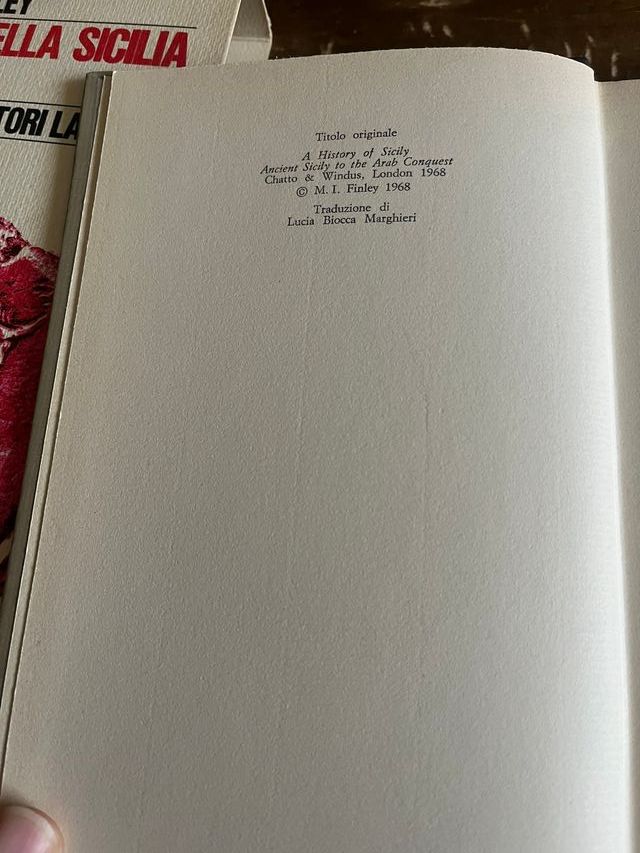 LEY
ELLA SICILIA
TORI LA
Titolo originale
A History of Sicily
Ancient Sicily to the Arab Conquest
Chatto & Windus, London 1968
© M. I. Finley 1968
Traduzione di
Lucia Biocca Marghieri